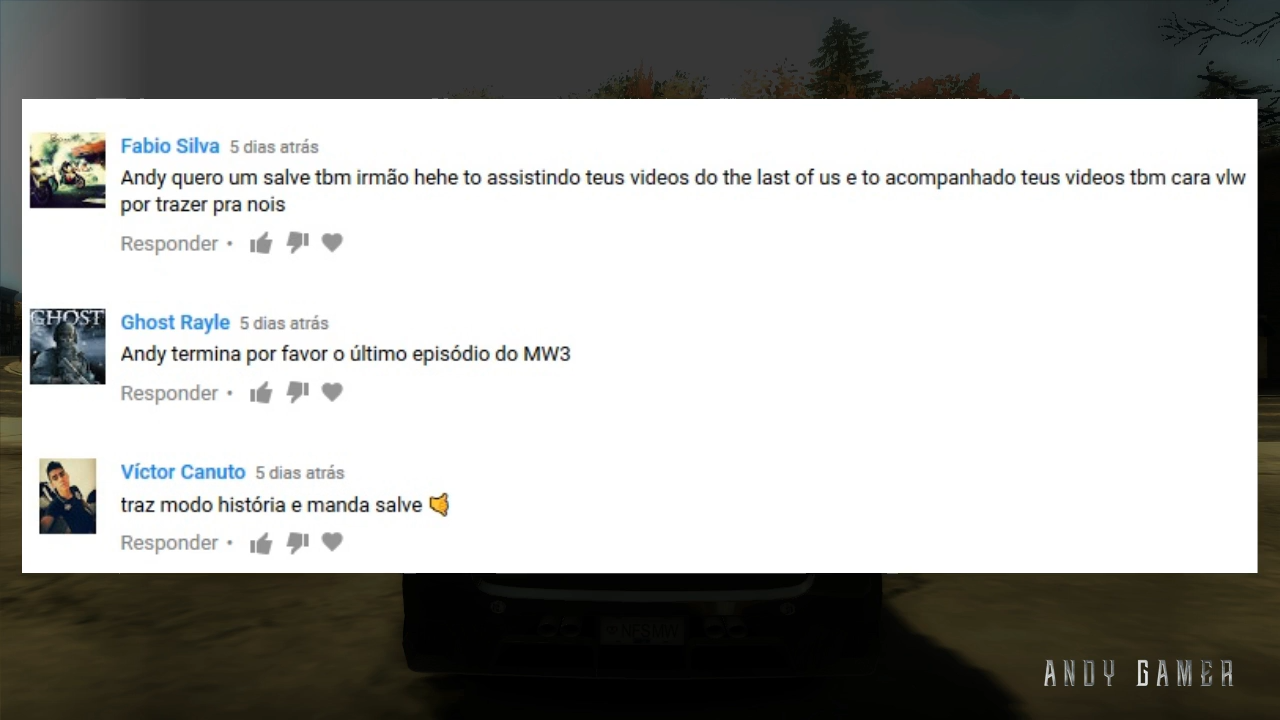 Fabio Silva 5 dias atrás
Andy quero um salve tbm irmão hehe to assistindo teus videos do the last of us e to acompanhado teus videos tbm cara vlw
por trazer pra nois
Responder •
GHOST
Ghost Rayle 5 dias atrás
Andy termina por favor o último episódio do MW3
Responder •
Víctor Canuto 5 dias atrás
traz modo história e manda salve 🤙
Responder •
NFSMW
ANDY GAMER